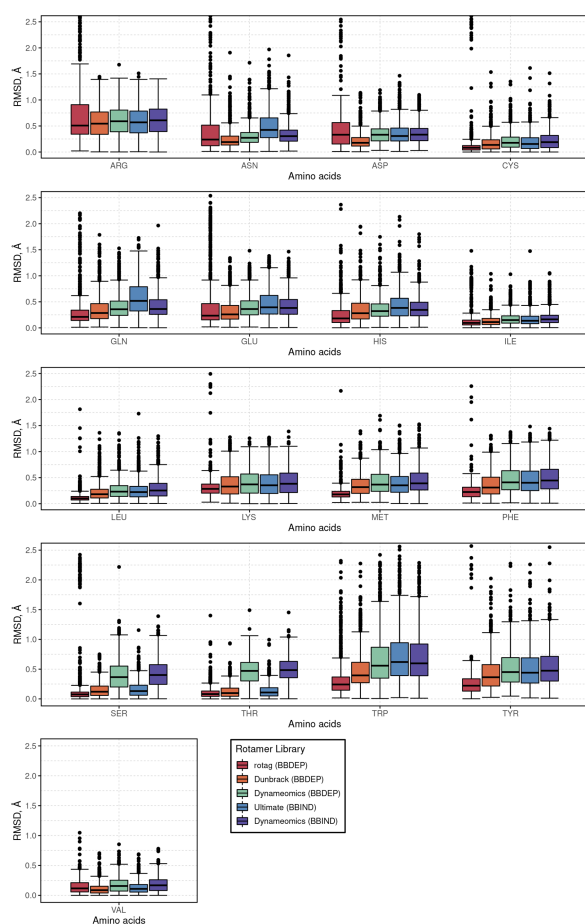 RMSD, Å
2.5
2.0
1.5
1.0
0.5
0.0
ARG ASN ASP CYS
Amino acids
RMSD, Å
2.5
2.0
1.5
1.0
0.5
0.0
GLN GLU HIS ILE
Amino acids
RMSD, Å
2.5
2.0
1.5
1.0
0.5
0.0
LEU LYS MET PHE
Amino acids
RMSD, Å
2.5
2.0
1.5
1.0
0.5
0.0
SER THR TRP TYR
Amino acids
RMSD, Å
2.5
2.0
1.5
1.0
0.5
0.0
VAL
Amino acids
Rotamer Library
rotag (BBDEP)
Dunbrack (BBDEP)
Dynameomics (BBDEP)
Ultimate (BBIND)
Dynameomics (BBIND)